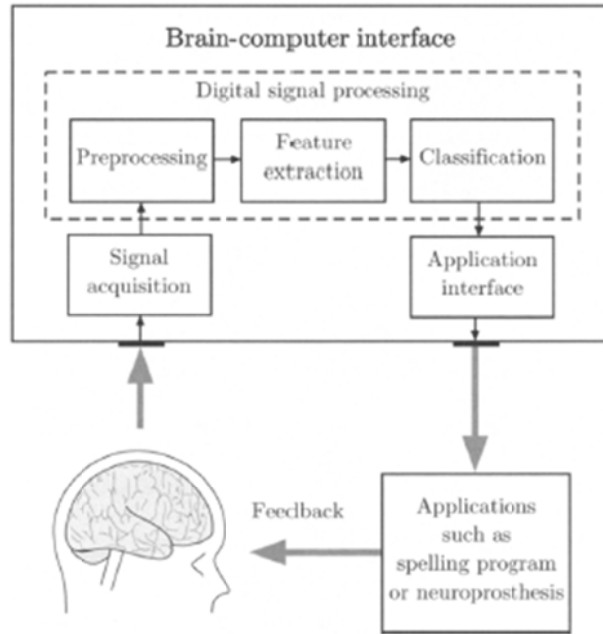 Brain-computer interface
Digital signal processing
Preprocessing
Feature
extraction
Classification
Signal
acquisition
Application
interface
Feedback
Applications
such as
spelling program
or neuroprosthesis